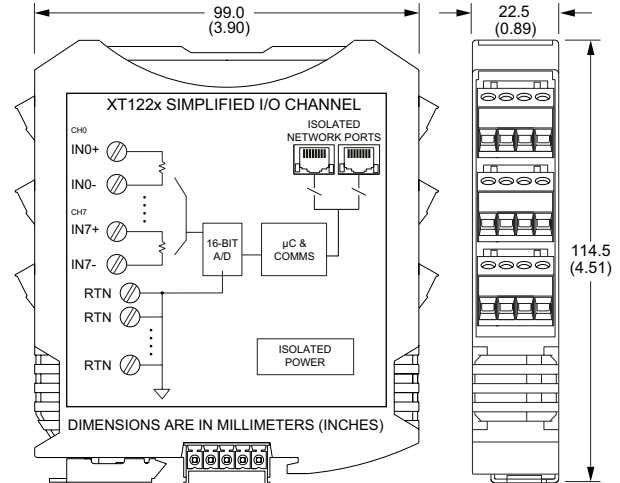 99.0
(3.90)
22.5
(0.89)
XT122x SIMPLIFIED I/O CHANNEL
ISOLATED
NETWORK PORTS
CH0
IN0+
IN0-
CH7
IN7+
IN7-
16-BIT
A/D
µC &
COMMS
RTN
RTN
RTN
ISOLATED
POWER
114.5
(4.51)
DIMENSIONS ARE IN MILLIMETERS (INCHES)